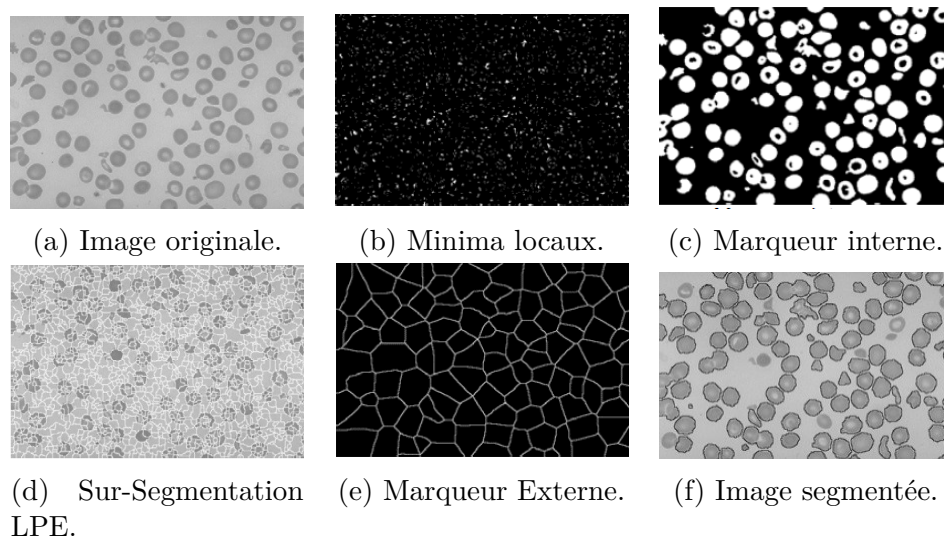 (a) Image originale.
(b) Minima locaux.
(c) Marqueur interne.
(d) Sur-Segmentation
LPE.
(e) Marqueur Externe.
(f) Image segmentée.